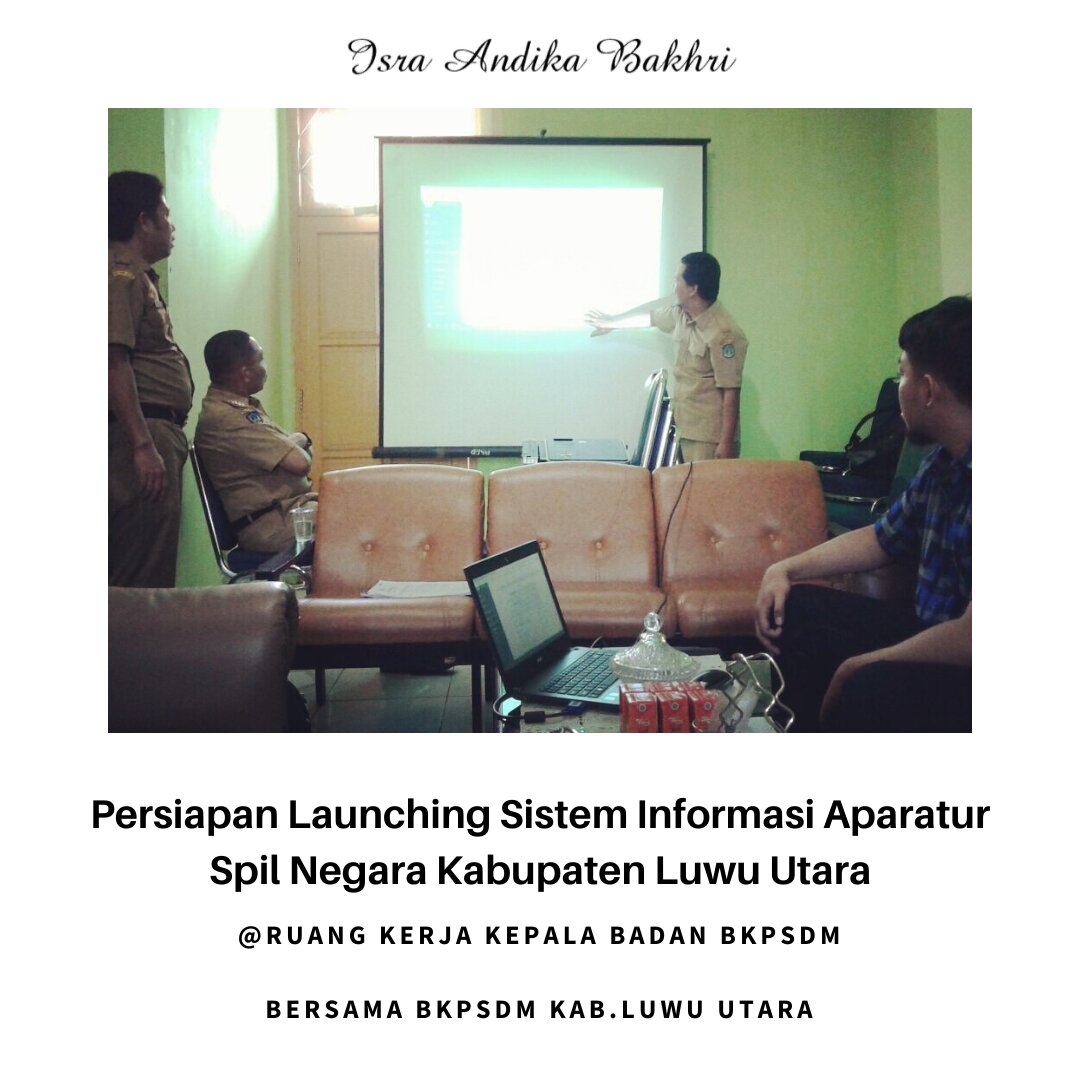 Isra Andika Bakhri
Persiapan Launching Sistem Informasi Aparatur
Spil Negara Kabupaten Luwu Utara
@RUANG KERJA KEPALA BADAN BKPSDM
BERSAMA BKPSDM KAB.LUWU UTARA